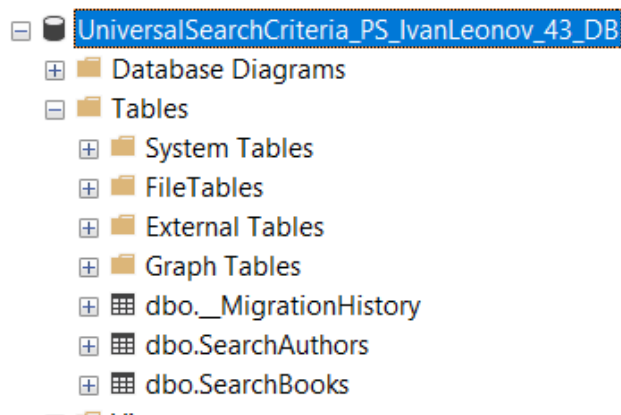 UniversalSearchCriteria_PS_IvanLeonov_43_DB
Database Diagrams
Tables
System Tables
FileTables
External Tables
Graph Tables
dbo.__MigrationHistory
dbo.SearchAuthors
dbo.SearchBooks